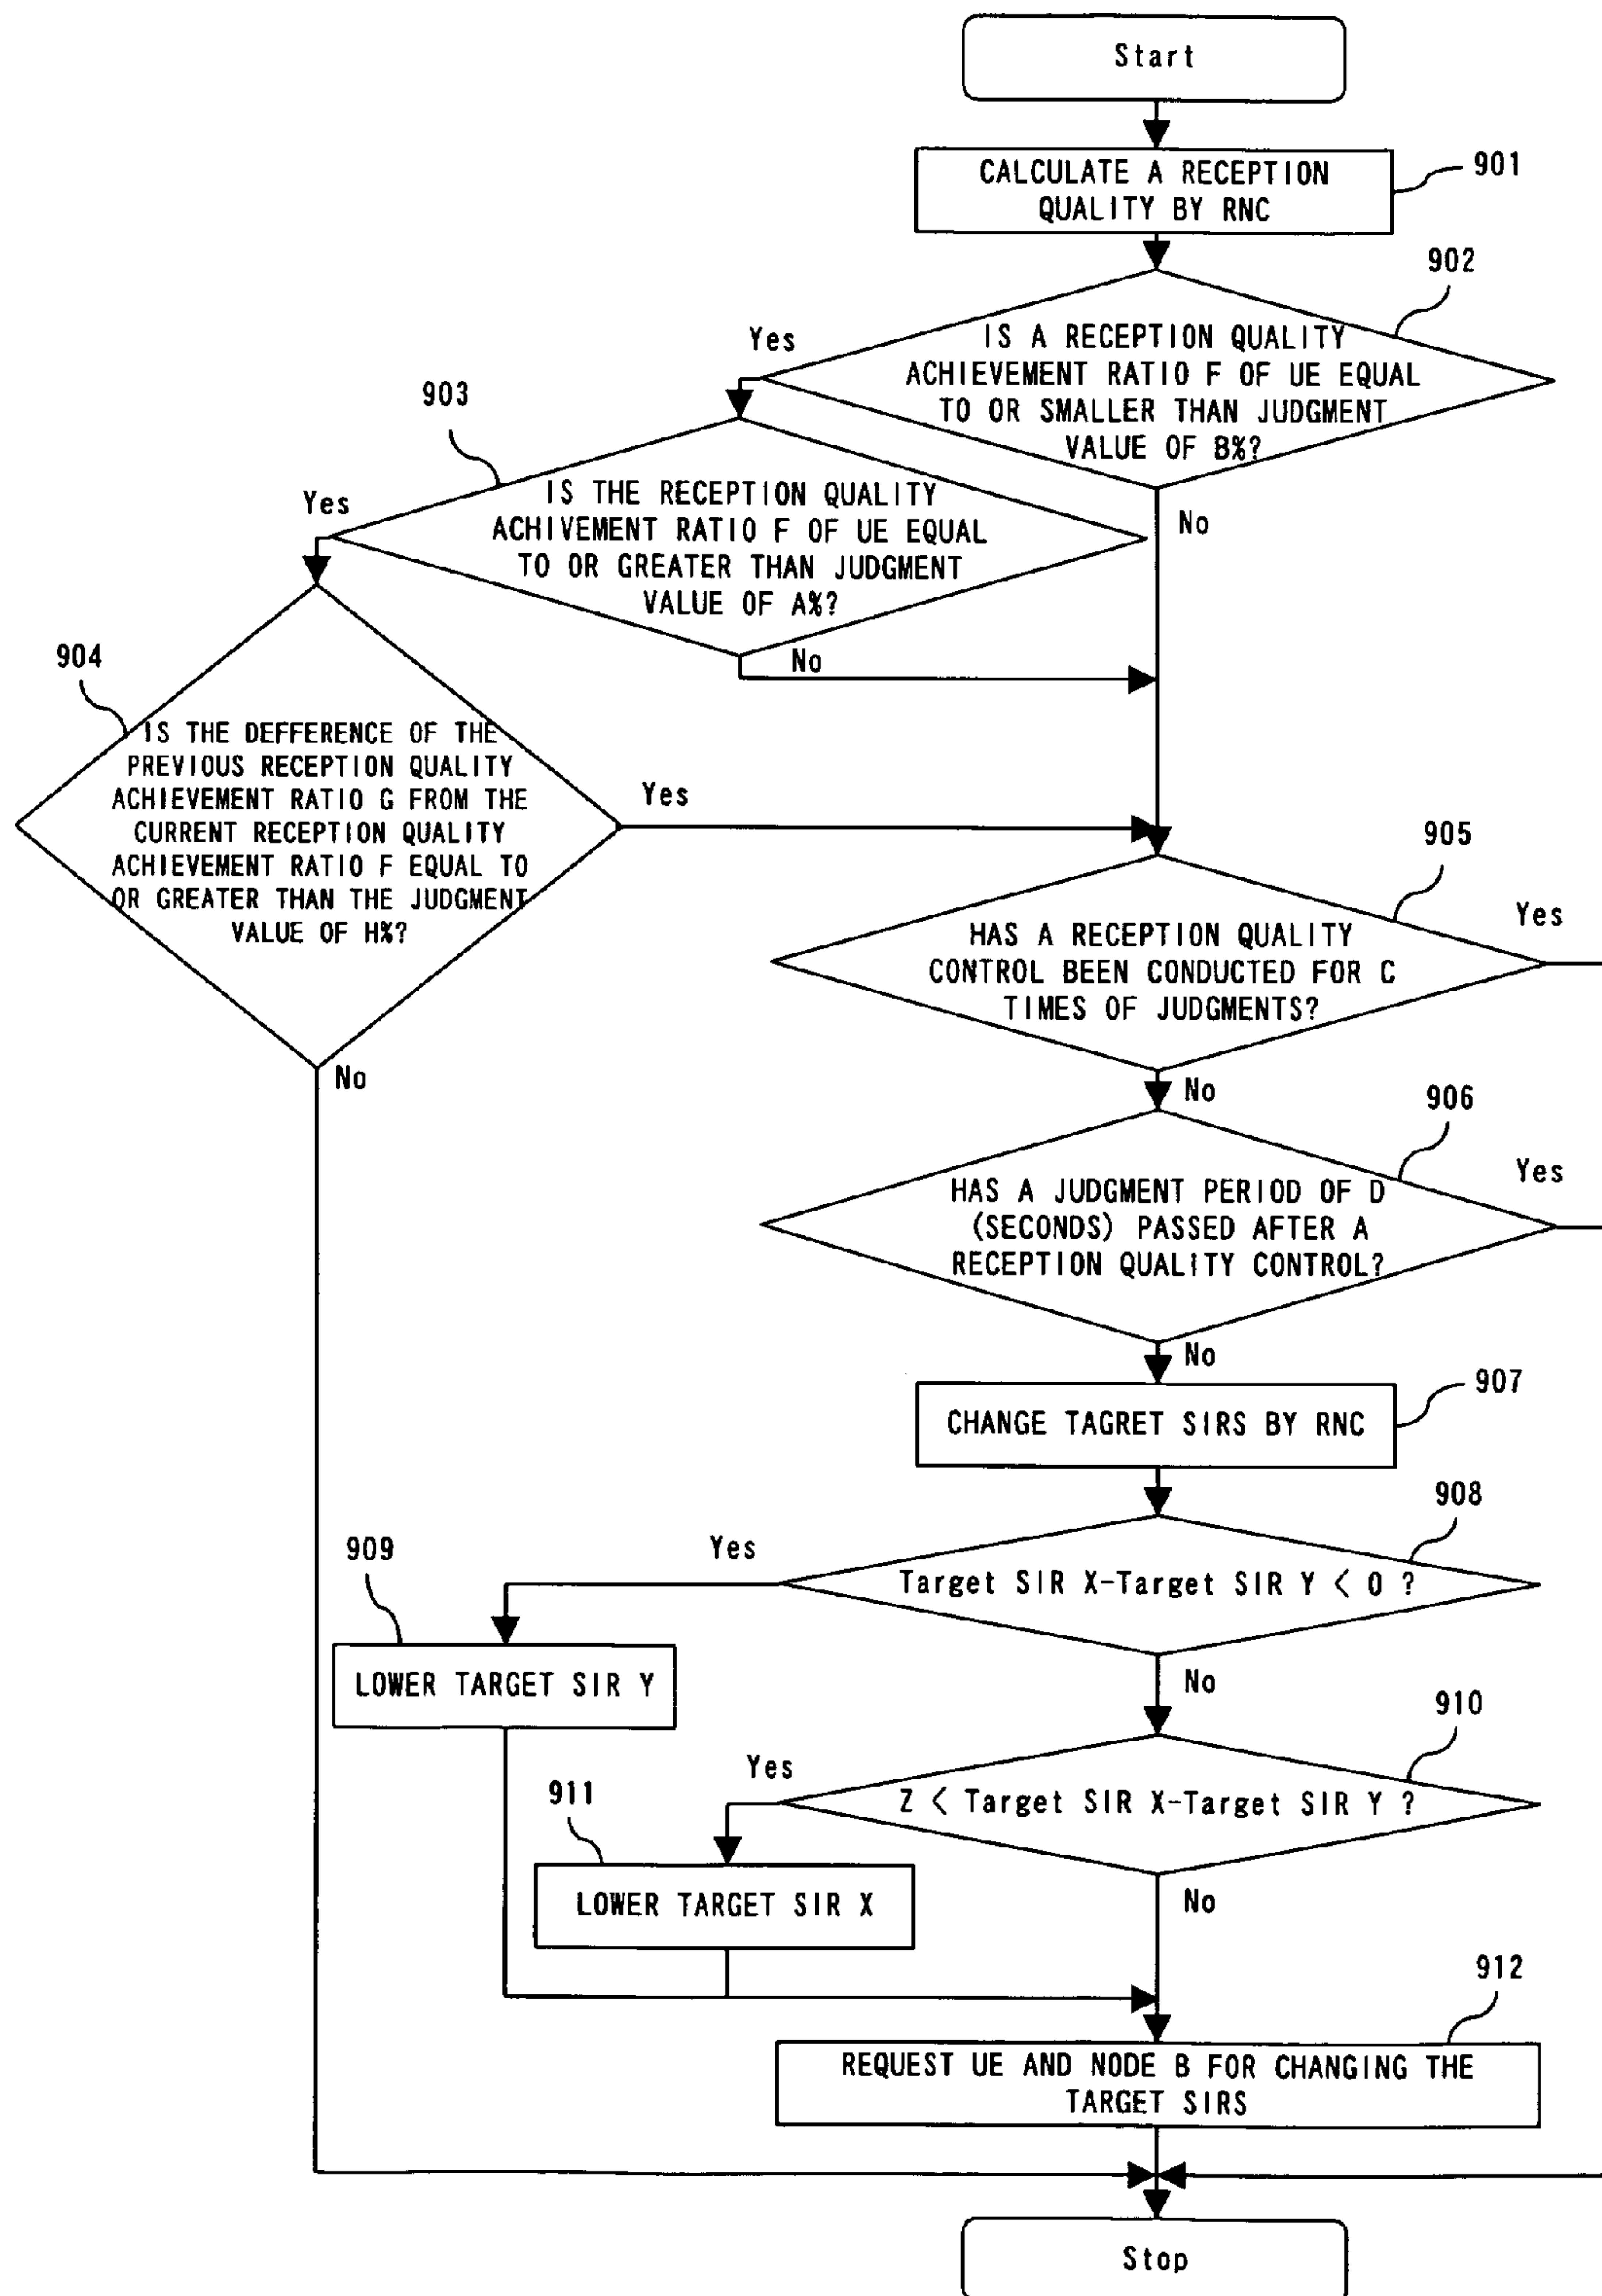 Start
CALCULATE A RECEPTION
QUALITY BY RNC
901
902
IS A RECEPTION QUALITY
ACHIEVEMENT RATIO F OF UE EQUAL
TO OR SMALLER THAN JUDGMENT
VALUE OF B%?
Yes
No
903
IS THE RECEPTION QUALITY
ACHIVEMENT RATIO F OF UE EQUAL
TO OR GREATER THAN JUDGMENT
VALUE OF A%?
Yes
No
904
IS THE DEFFERENCE OF THE
PREVIOUS RECEPTION QUALITY
ACHIEVEMENT RATIO G FROM THE
CURRENT RECEPTION QUALITY
ACHIEVEMENT RATIO F EQUAL TO
OR GREATER THAN THE JUDGMENT
VALUE OF H%?
Yes
No
905
HAS A RECEPTION QUALITY
CONTROL BEEN CONDUCTED FOR C
TIMES OF JUDGMENTS?
Yes
No
906
HAS A JUDGMENT PERIOD OF D
(SECONDS) PASSED AFTER A
RECEPTION QUALITY CONTROL?
Yes
No
907
CHANGE TAGRET SIRS BY RNC
908
Target SIR X-Target SIR Y < 0 ?
Yes
No
909
LOWER TARGET SIR Y
910
Z < Target SIR X-Target SIR Y ?
Yes
No
911
LOWER TARGET SIR X
912
REQUEST UE AND NODE B FOR CHANGING THE
TARGET SIRS
Stop